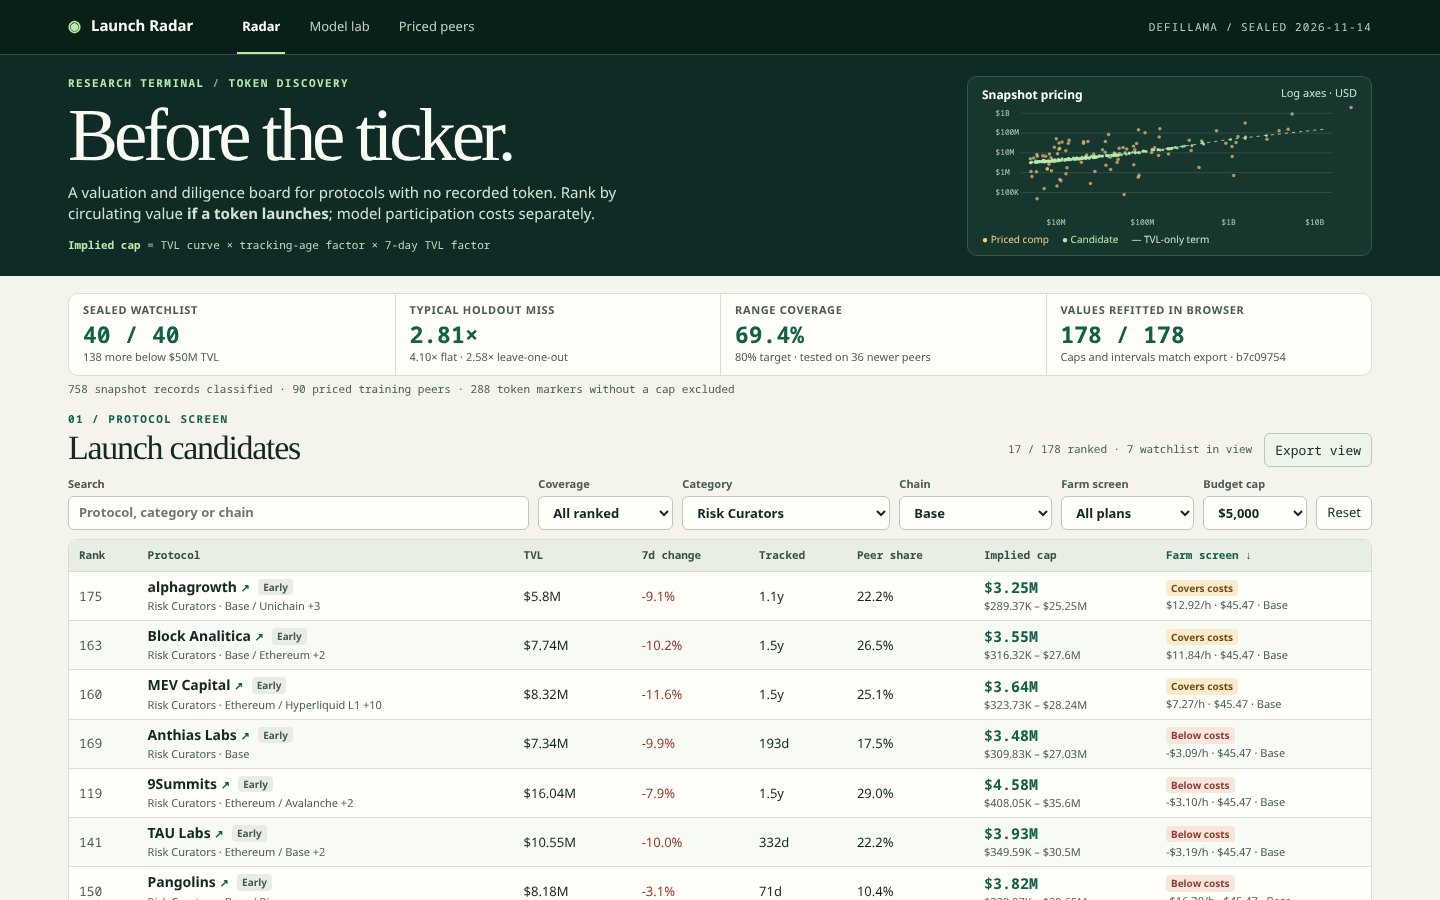 ◉ Launch Radar
Radar
Model lab
Priced peers
DEFILLAMA / SEALED 2026-11-14
RESEARCH TERMINAL / TOKEN DISCOVERY
Before the ticker.
A valuation and diligence board for protocols with no recorded token. Rank by
circulating value if a token launches; model participation costs separately.
Implied cap = TVL curve × tracking-age factor × 7-day TVL factor
Snapshot pricing
Log axes · USD
$1B
$100M
$10M
$1M
$100K
$10M
$100M
$1B
$10B
● Priced comp
● Candidate
— TVL-only term
SEALED WATCHLIST
40 / 40
138 more below $50M TVL
TYPICAL HOLDOUT MISS
2.81×
4.10× flat · 2.58× leave-one-out
RANGE COVERAGE
69.4%
80% target · tested on 36 newer peers
VALUES REFITTED IN BROWSER
178 / 178
Caps and intervals match export · b7c09754
758 snapshot records classified · 90 priced training peers · 288 token markers without a cap excluded
01 / PROTOCOL SCREEN
Launch candidates
17 / 178 ranked · 7 watchlist in view
Export view
Search
Coverage
Category
Chain
Farm screen
Budget cap
Protocol, category or chain
All ranked
Risk Curators
Base
All plans
$5,000
Reset
Rank Protocol TVL 7d change Tracked Peer share Implied cap Farm screen ↓
175 alphagrowth ↗ Early $5.8M -9.1% 1.1y 22.2% $3.25M Covers costs
Risk Curators · Base / Unichain +3 $289.37K – $25.25M $12.92/h · $45.47 · Base
163 Block Analitica ↗ Early $7.74M -10.2% 1.5y 26.5% $3.55M Covers costs
Risk Curators · Base / Ethereum +2 $316.32K – $27.6M $11.84/h · $45.47 · Base
160 MEV Capital ↗ Early $8.32M -11.6% 1.5y 25.1% $3.64M Covers costs
Risk Curators · Ethereum / Hyperliquid L1 +10 $323.73K – $28.24M $7.27/h · $45.47 · Base
169 Anthias Labs ↗ Early $7.34M -9.9% 193d 17.5% $3.48M Below costs
Risk Curators · Base $309.83K – $27.03M -$3.09/h · $45.47 · Base
119 9Summits ↗ Early $16.04M -7.9% 1.5y 29.0% $4.58M Below costs
Risk Curators · Ethereum / Avalanche +2 $408.05K – $35.6M -$3.10/h · $45.47 · Base
141 TAU Labs ↗ Early $10.55M -10.0% 332d 22.2% $3.93M Below costs
Risk Curators · Ethereum / Base +2 $349.59K – $30.5M -$3.19/h · $45.47 · Base
150 Pangolins ↗ Early $8.18M -3.1% 71d 10.4% $3.82M Below costs